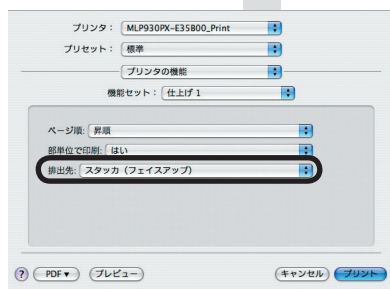 プリンタ： MLP930PX-E35B00_Print
プリセット： 標準
プリンタの機能
機能セット： 仕上げ 1
ページ順: 昇順
部単位で印刷: はい
排出先: スタッカ（フェイスアップ）
? PDF▼ プレビュー キャンセル プリント